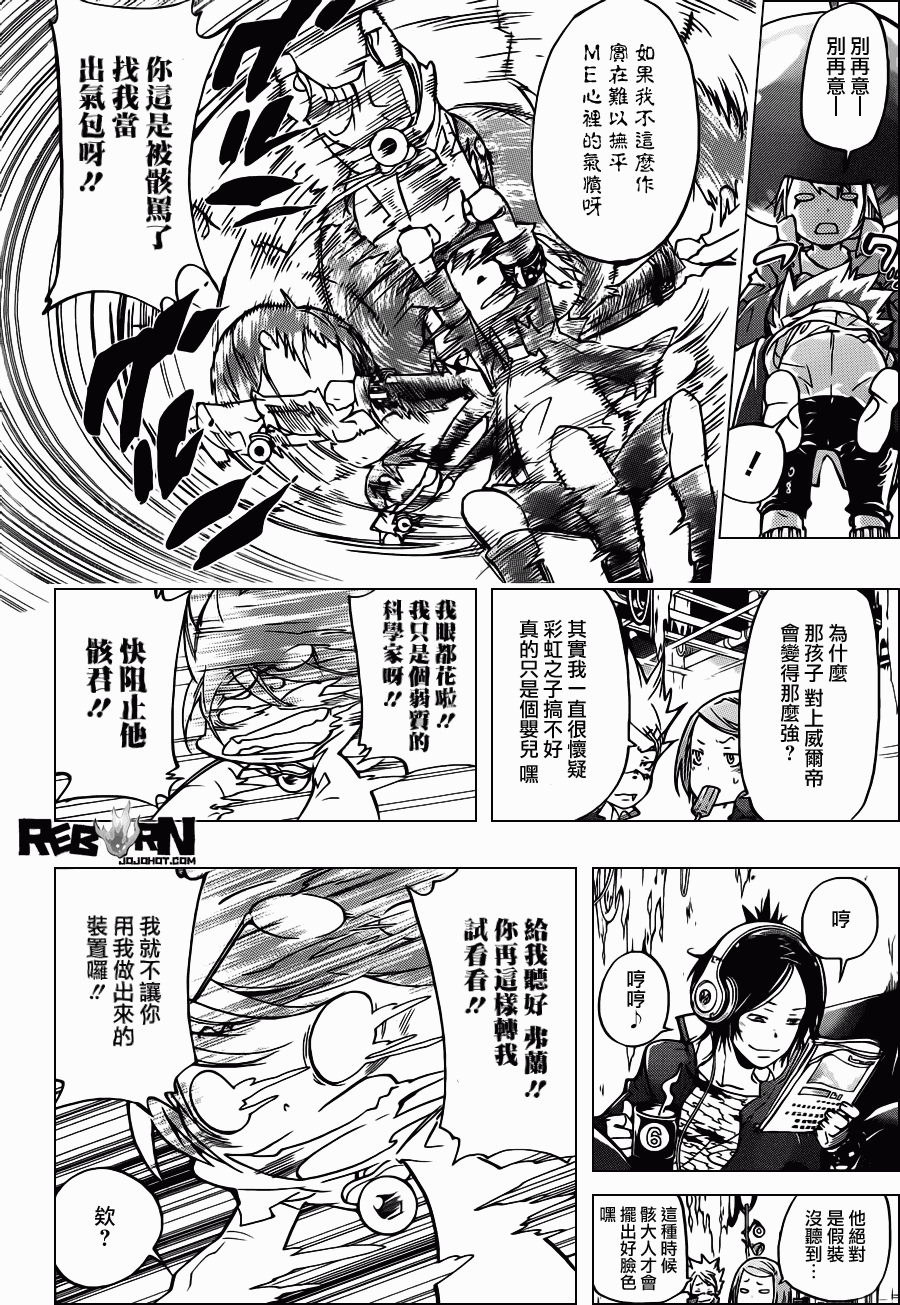 別再意ー
別再意ー
!
如果我不這麼作
實在難以撫平
ME心裡的氣憤呀
你這是被骸罵了
找我當
出氣包呀!!
為什麼
那孩子 對上威爾帝
會變得那麼強?
其實我一直很懷疑
彩虹之子搞不好
真的只是個嬰兒 嘿
我眼都花啦!!
我只是個弱質的
科學家呀!!
快阻止他
骸君!!
REBORN
JOJOHOT.COM
哼
哼哼♪
6
他絕對
是假裝
沒聽到…
這種時候
骸大人才會
擺出好臉色
嘿
給我聽好 弗蘭!!
你再這樣轉我
試看看!!
我就不讓你
用我做出來的
裝置囉!!
欸?